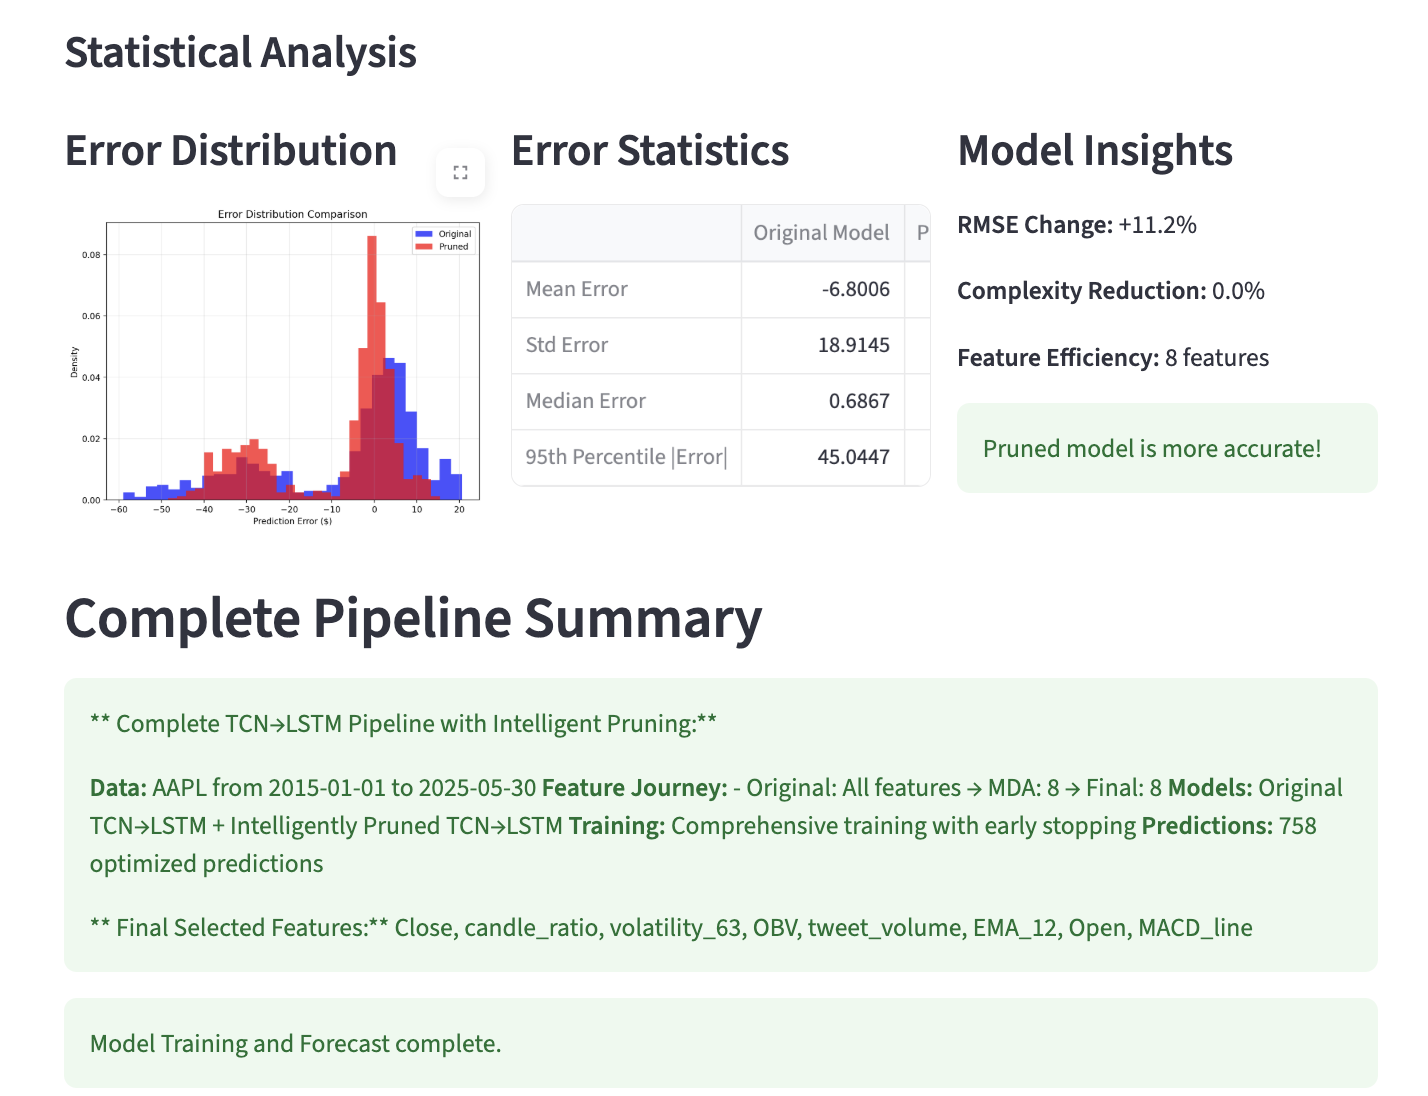 Statistical Analysis
Error Distribution
Error Distribution Comparison
Original
Pruned
0.08
0.06
0.04
0.02
0.00
Density
−60 −50 −40 −30 −20 −10 0 10 20
Prediction Error ($)
Error Statistics
Original Model P
Mean Error -6.8006
Std Error 18.9145
Median Error 0.6867
95th Percentile |Error| 45.0447
Model Insights
RMSE Change: +11.2%
Complexity Reduction: 0.0%
Feature Efficiency: 8 features
Pruned model is more accurate!
Complete Pipeline Summary
** Complete TCN→LSTM Pipeline with Intelligent Pruning:**
Data: AAPL from 2015-01-01 to 2025-05-30 Feature Journey: - Original: All features → MDA: 8 → Final: 8 Models: Original
TCN→LSTM + Intelligently Pruned TCN→LSTM Training: Comprehensive training with early stopping Predictions: 758
optimized predictions
** Final Selected Features:** Close, candle_ratio, volatility_63, OBV, tweet_volume, EMA_12, Open, MACD_line
Model Training and Forecast complete.